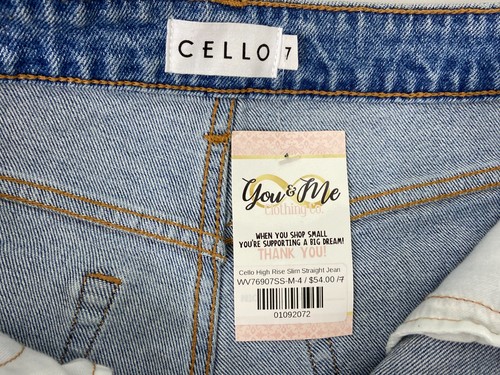 CELLO
7
You & Me
clothing co.
WHEN YOU SHOP SMALL
YOU'RE SUPPORTING A BIG DREAM!
THANK YOU!
Cello High Rise Slim Straight Jean
WV76907SS-M-4 / $54.00 /7
01092072